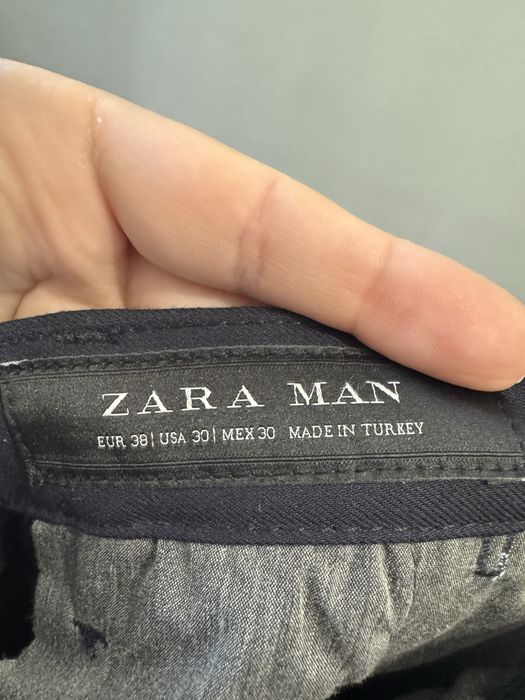 ZARA MAN
EUR 38| USA 30| MEX 30 MADE IN TURKEY